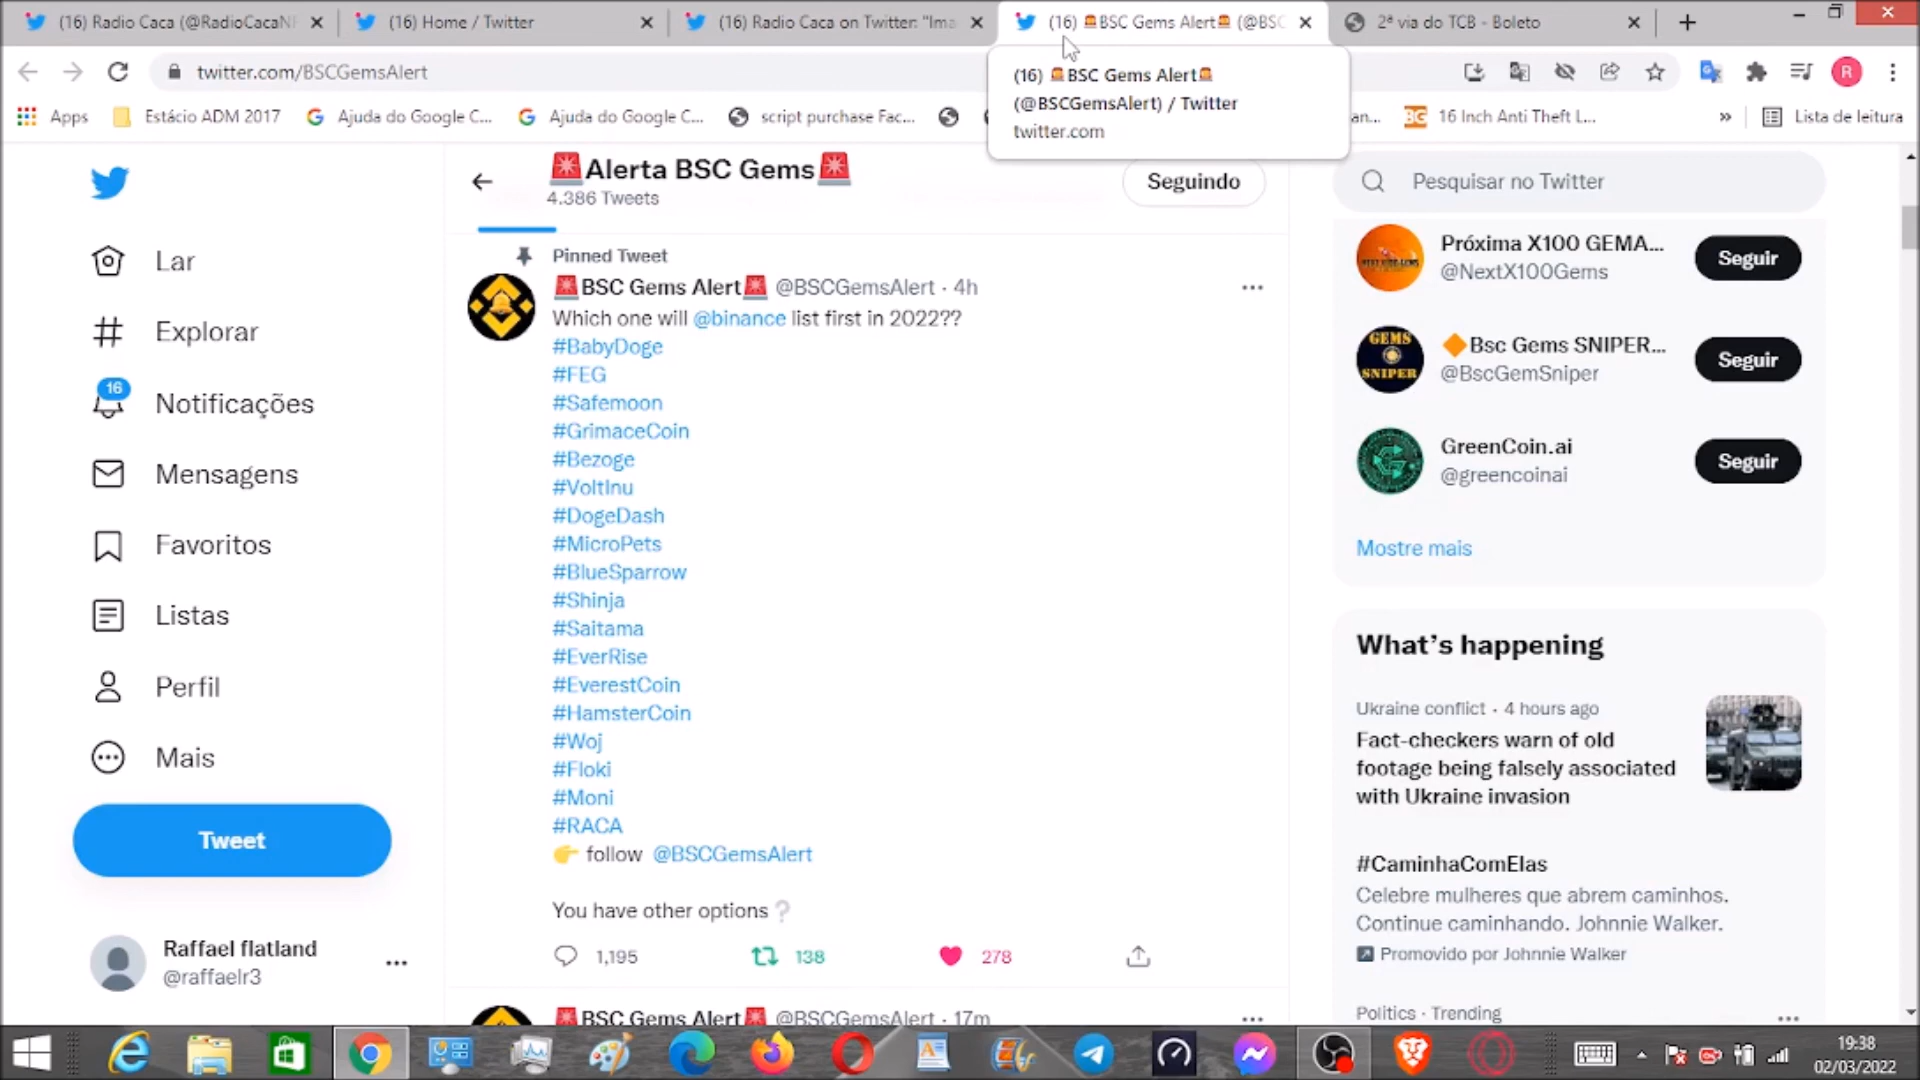 (16) Radio Caca (@RadioCacaN
(16) Home / Twitter
(16) Radio Caca on Twitter: "Ima
(16) 🚨BSC Gems Alert🚨 (@BSC
2ª via do TCB - Boleto
twitter.com/BSCGemsAlert
R
(16) 🚨BSC Gems Alert🚨
(@BSCGemsAlert) / Twitter
twitter.com
Apps
Estácio ADM 2017
Ajuda do Google C...
Ajuda do Google C...
script purchase Fac...
an...
BG
16 Inch Anti Theft L...
»
Lista de leitura
🚨Alerta BSC Gems🚨
4.386 Tweets
Seguindo
Pesquisar no Twitter
Lar
Explorar
16
Notificações
Mensagens
Favoritos
Listas
Perfil
Mais
Tweet
Raffael flatland
@raffaelr3
Pinned Tweet
🚨BSC Gems Alert🚨 @BSCGemsAlert · 4h
Which one will @binance list first in 2022??
#BabyDoge
#FEG
#Safemoon
#GrimaceCoin
#Bezoge
#VoltInu
#DogeDash
#MicroPets
#BlueSparrow
#Shinja
#Saitama
#EverRise
#EverestCoin
#HamsterCoin
#Woj
#Floki
#Moni
#RACA
👉 follow @BSCGemsAlert
You have other options❔
1,195
138
278
🚨BSC Gems Alert🚨 @BSCGemsAlert · 17m
Próxima X100 GEMA...
@NextX100Gems
Seguir
GEMS
SNIPER
🔶Bsc Gems SNIPER...
@BscGemSniper
Seguir
GreenCoin.ai
@greencoinai
Seguir
Mostre mais
What's happening
Ukraine conflict · 4 hours ago
Fact-checkers warn of old
footage being falsely associated
with Ukraine invasion
#CaminhaComElas
Celebre mulheres que abrem caminhos.
Continue caminhando. Johnnie Walker.
Promovido por Johnnie Walker
Politics · Trending
19:38
02/03/2022